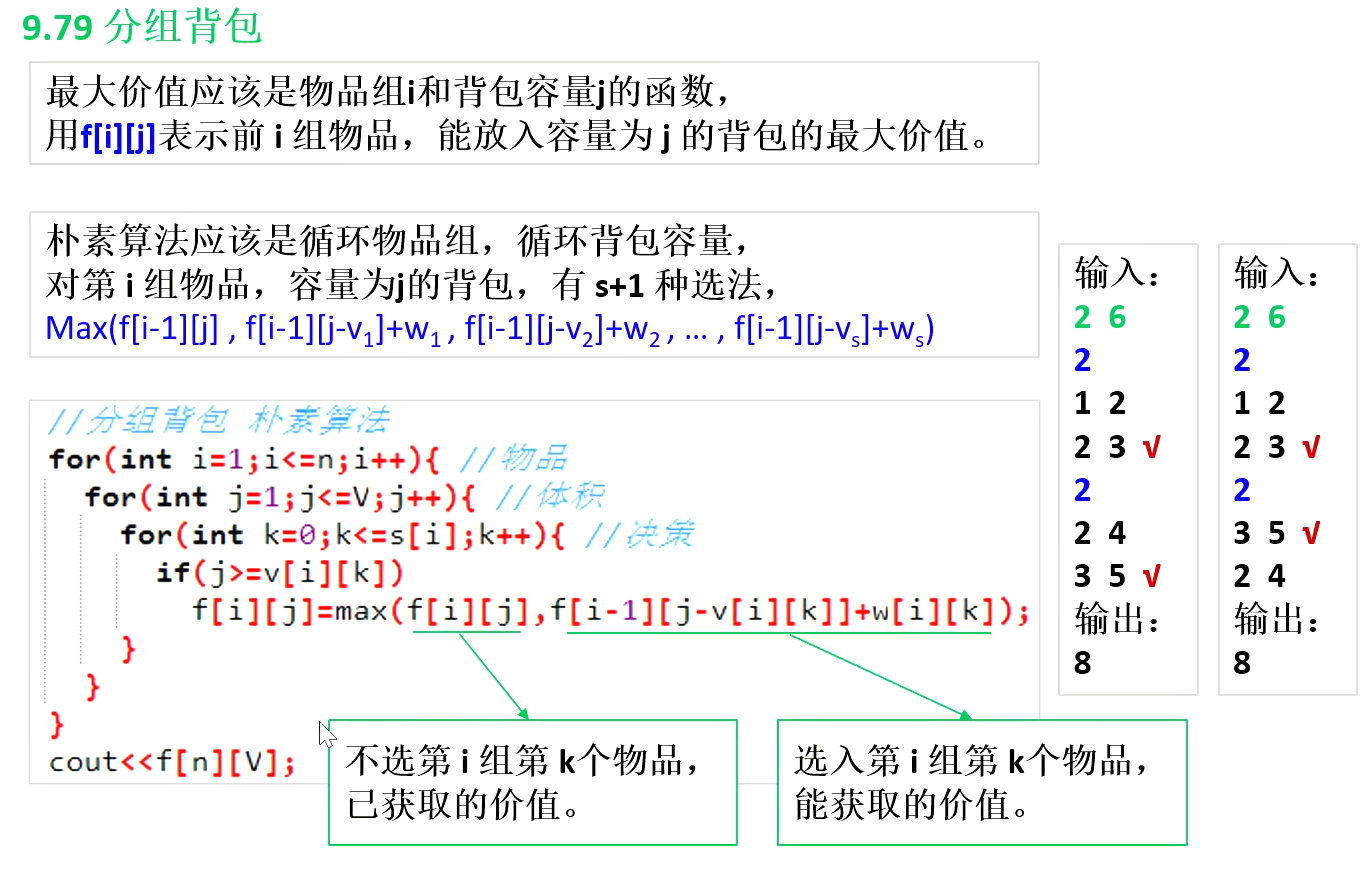 9.79 分组背包
最大价值应该是物品组i和背包容量j的函数，
用f[i][j]表示前 i 组物品，能放入容量为 j 的背包的最大价值。
朴素算法应该是循环物品组，循环背包容量，
对第 i 组物品，容量为j的背包，有 s+1 种选法，
Max(f[i-1][j] , f[i-1][j-v1]+w1 , f[i-1][j-v2]+w2 , … , f[i-1][j-vs]+ws)
//分组背包 朴素算法
for(int i=1;i<=n;i++){ //物品
for(int j=1;j<=V;j++){ //体积
for(int k=0;k<=s[i];k++){ //决策
if(j>=v[i][k])
f[i][j]=max(f[i][j],f[i-1][j-v[i][k]]+w[i][k]);
}
}
}
cout<<f[n][V];
不选第 i 组第 k个物品，
已获取的价值。
选入第 i 组第 k个物品，
能获取的价值。
输入：
2 6
2
1 2
2 3 √
2
2 4
3 5 √
输出：
8
输入：
2 6
2
1 2
2 3 √
2
3 5 √
2 4
输出：
8